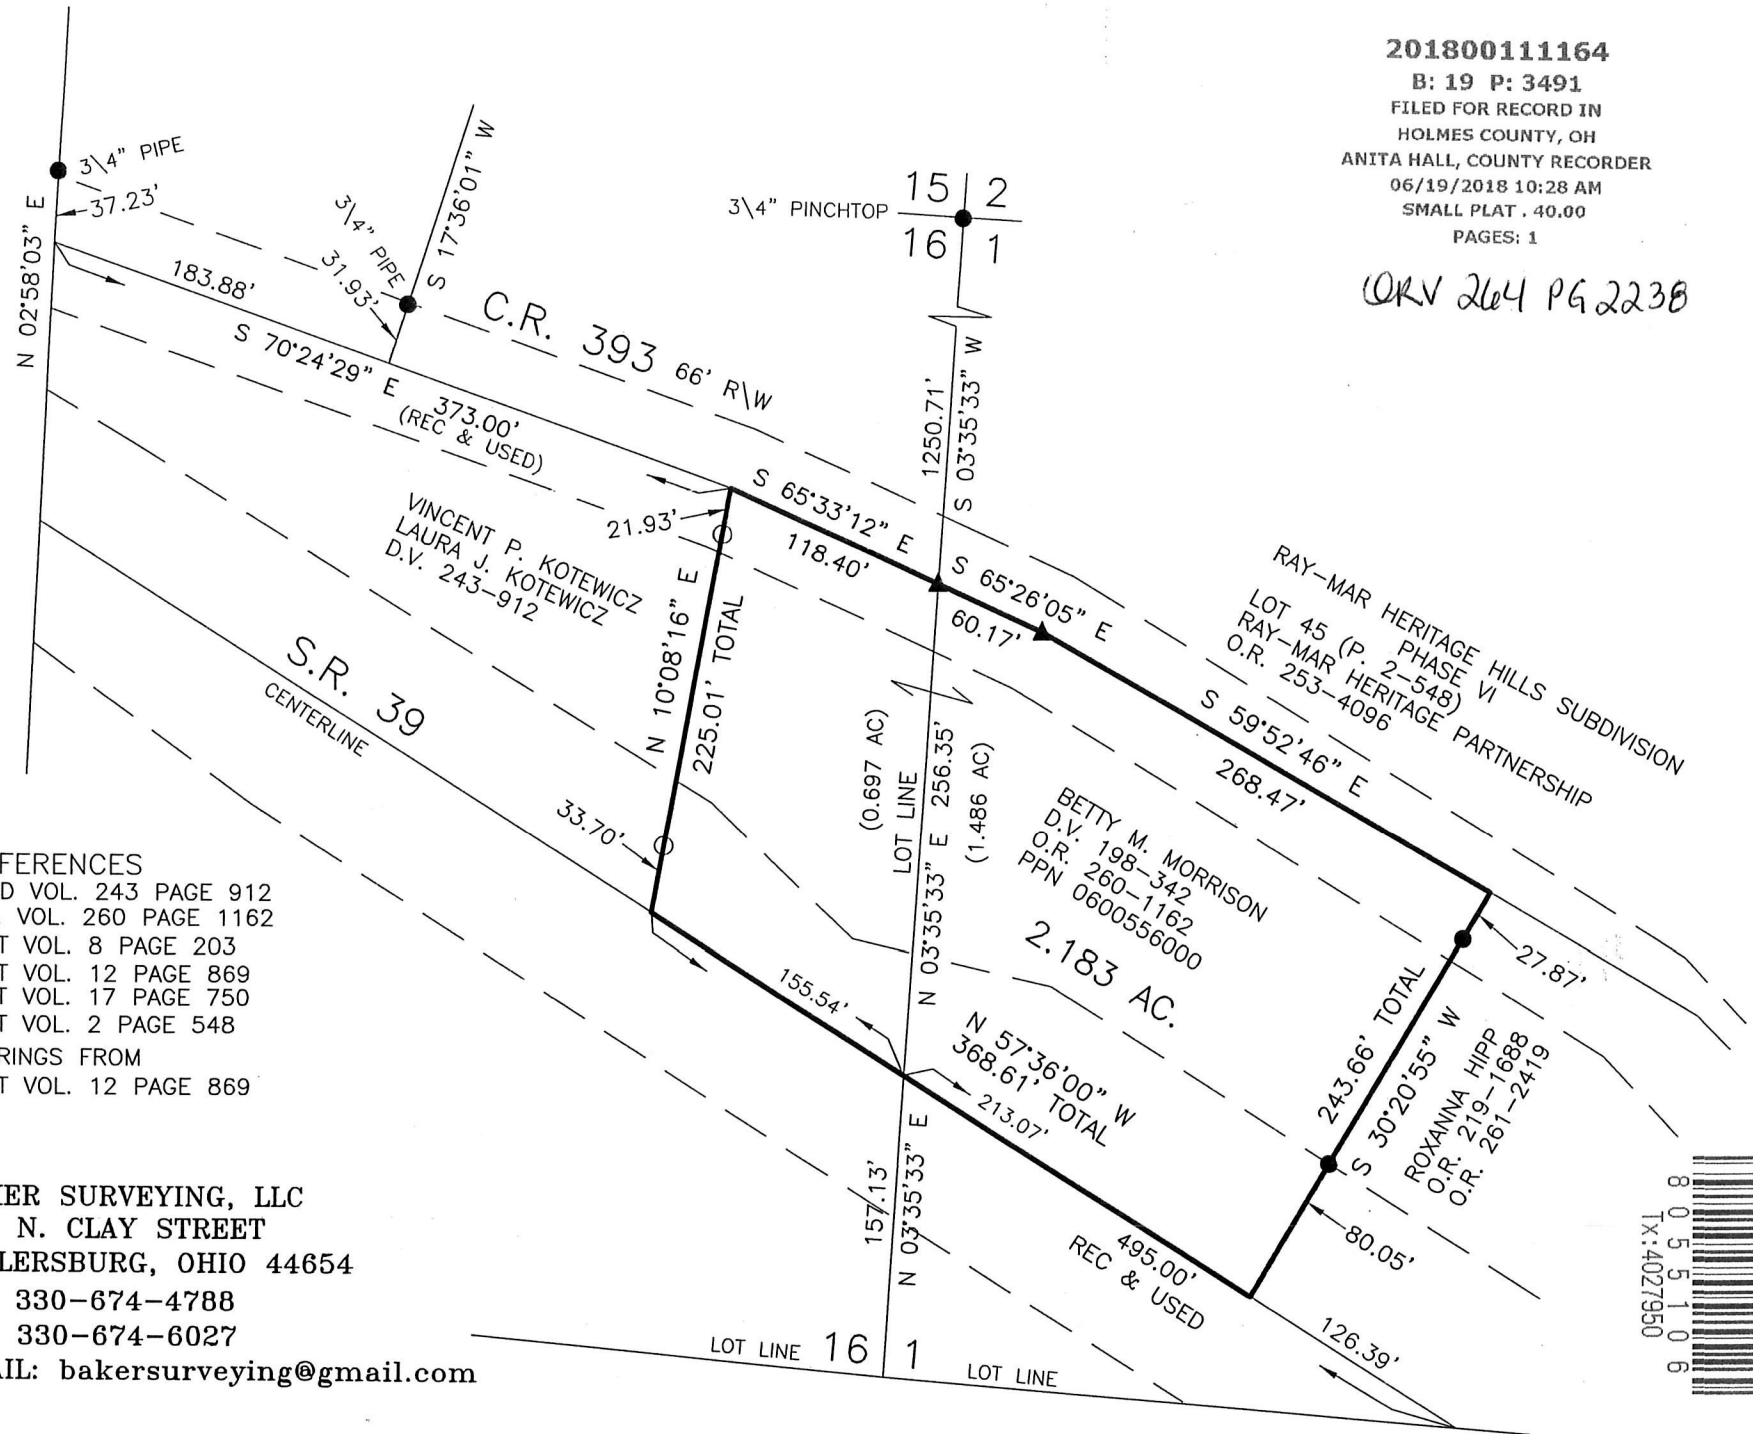 201800111164
B: 19 P: 3491
FILED FOR RECORD IN
HOLMES COUNTY, OH
ANITA HALL, COUNTY RECORDER
06/19/2018 10:28 AM
SMALL PLAT . 40.00
PAGES: 1
ORV 264 PG 2238
3\4" PIPE
37.23'
N 02°58'03" E
183.88'
S 70°24'29" E
373.00'
(REC & USED)
3\4" PIPE
31.93'
S 17°36'01" W
C.R. 393 66' R\W
3\4" PINCHTOP
15 2
16 1
1250.71'
S 03°35'33" W
S 65°33'12" E
118.40'
S 65°26'05" E
60.17'
S 59°52'46" E
268.47'
RAY-MAR HERITAGE HILLS SUBDIVISION
PHASE VI
LOT 45 (P. 2-548)
RAY-MAR HERITAGE PARTNERSHIP
O.R. 253-4096
VINCENT P. KOTEWICZ
LAURA J. KOTEWICZ
D.V. 243-912
21.93'
N 10°08'16" E
225.01' TOTAL
33.70'
S.R. 39
CENTERLINE
(0.697 AC)
LOT LINE
N 03°35'33" E 256.35'
(1.486 AC)
BETTY M. MORRISON
D.V. 198-342
O.R. 260-1162
PPN 0600556000
2.183 AC.
27.87'
243.66' TOTAL
S 30°20'55" W
ROXANNA HIPP
O.R. 219-1688
O.R. 261-2419
80.05'
155.54'
N 57°36'00" W
368.61' TOTAL
213.07'
157.13'
N 03°35'33" E
495.00'
REC & USED
126.39'
LOT LINE 16 1 LOT LINE
FERENCES
D VOL. 243 PAGE 912
VOL. 260 PAGE 1162
T VOL. 8 PAGE 203
T VOL. 12 PAGE 869
T VOL. 17 PAGE 750
T VOL. 2 PAGE 548
RINGS FROM
T VOL. 12 PAGE 869
KER SURVEYING, LLC
N. CLAY STREET
LERSBURG, OHIO 44654
330-674-4788
330-674-6027
AIL: bakersurveying@gmail.com
8055106
Tx:4027950